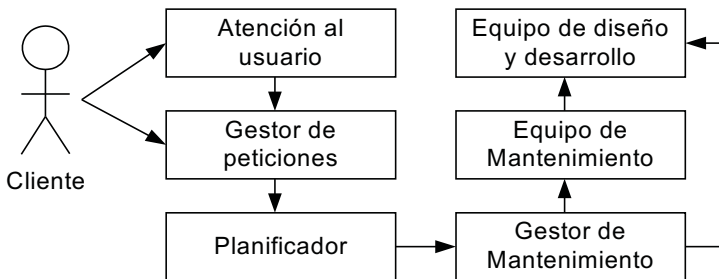 Atención al
usuario
Equipo de diseño
y desarrollo
Gestor de
peticiones
Equipo de
Mantenimiento
Cliente
Planificador
Gestor de
Mantenimiento